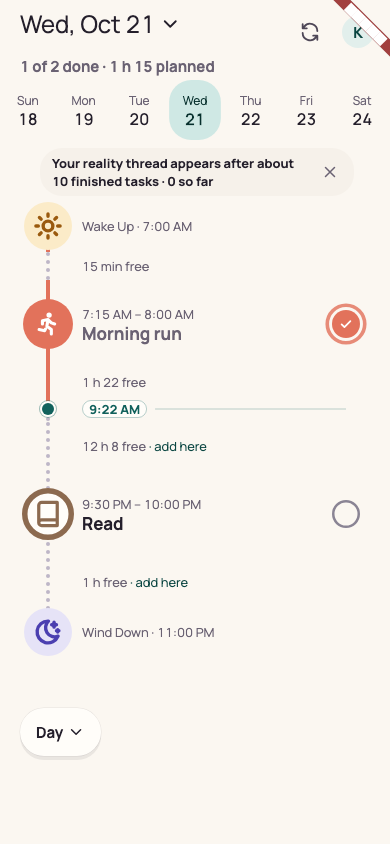 Wed, Oct 21
K
1 of 2 done · 1 h 15 planned
Sun Mon Tue Wed Thu Fri Sat
18 19 20 21 22 23 24
Your reality thread appears after about
10 finished tasks · 0 so far
Wake Up · 7:00 AM
15 min free
7:15 AM – 8:00 AM
Morning run
1 h 22 free
9:22 AM
12 h 8 free · add here
9:30 PM – 10:00 PM
Read
1 h free · add here
Wind Down · 11:00 PM
Day